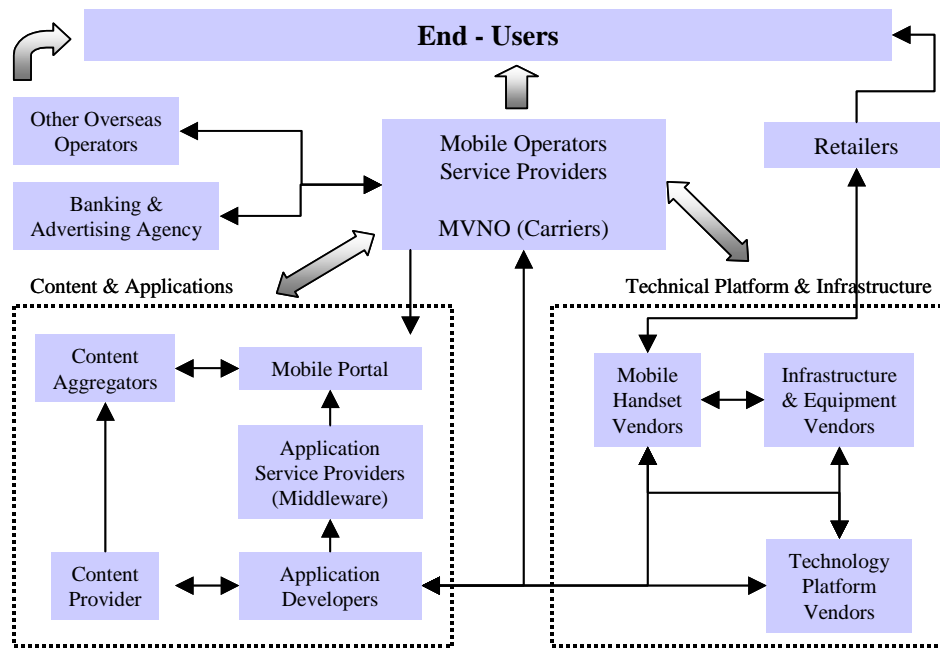 End - Users
Other Overseas
Operators
Mobile Operators
Service Providers
MVNO (Carriers)
Retailers
Banking &
Advertising Agency
Content & Applications
Technical Platform & Infrastructure
Content
Aggregators
Mobile Portal
Mobile
Handset
Vendors
Infrastructure
& Equipment
Vendors
Application
Service Providers
(Middleware)
Content
Provider
Application
Developers
Technology
Platform
Vendors